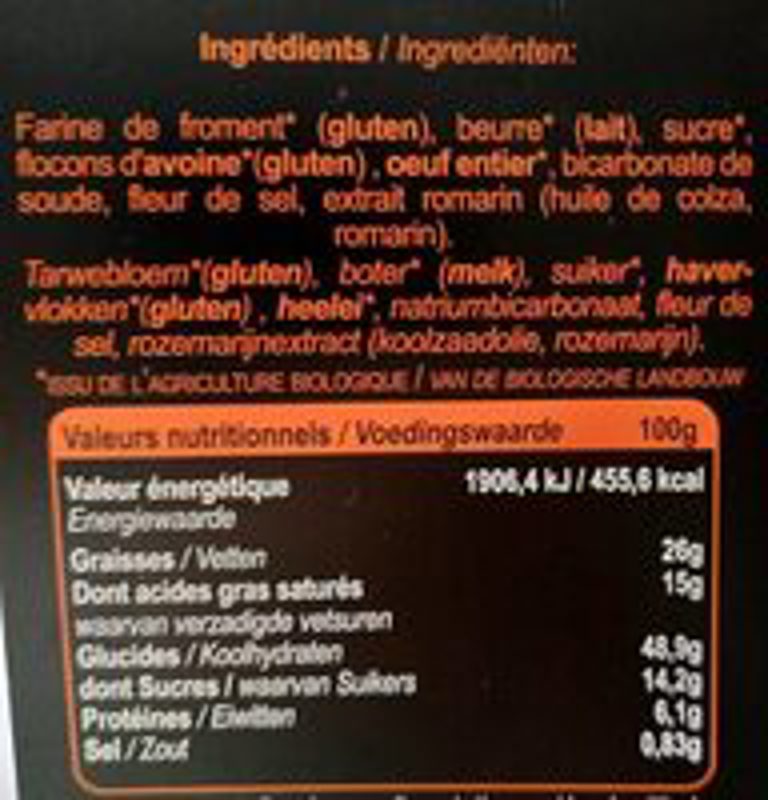 Ingrédients / Ingrediënten:
Farine de froment* (gluten), beurre* (lait), sucre*,
flocons d'avoine*(gluten), oeuf entier*, bicarbonate de
soude, fleur de sel, extrait romarin (huile de colza,
romarin).
Tarwebloem*(gluten), boter* (melk), suiker*, haver-
vlokken*(gluten), heelei*, natriumbicarbonaat, fleur de
sel, rozemarijnextract (koolzaadolie, rozemarijn).
*ISSU DE L'AGRICULTURE BIOLOGIQUE / VAN DE BIOLOGISCHE LANDBOUW
Valeurs nutritionnels / Voedingswaarde 100g
Valeur énergétique 1906,4 kJ / 455,6 kcal
Energiewaarde
Graisses / Vetten 26g
Dont acides gras saturés 15g
waarvan verzadigde vetsuren
Glucides / Koolhydraten 48,9g
dont Sucres / waarvan Suikers 14,2g
Protéines / Eiwitten 6,1g
Sel / Zout 0,83g